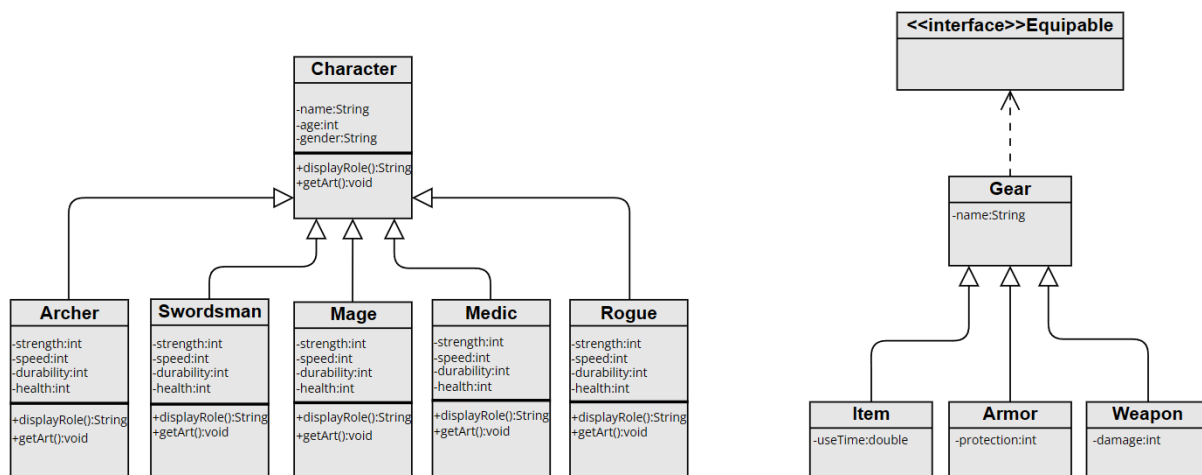 <<interface>>Equipable
Character
-name:String
-age:int
-gender:String
+displayRole():String
+getArt():void
Gear
-name:String
Archer
-strength:int
-speed:int
-durability:int
-health:int
+displayRole():String
+getArt():void
Swordsman
-strength:int
-speed:int
-durability:int
-health:int
+displayRole():String
+getArt():void
Mage
-strength:int
-speed:int
-durability:int
-health:int
+displayRole():String
+getArt():void
Medic
-strength:int
-speed:int
-durability:int
-health:int
+displayRole():String
+getArt():void
Rogue
-strength:int
-speed:int
-durability:int
-health:int
+displayRole():String
+getArt():void
Item
-useTime:double
Armor
-protection:int
Weapon
-damage:int